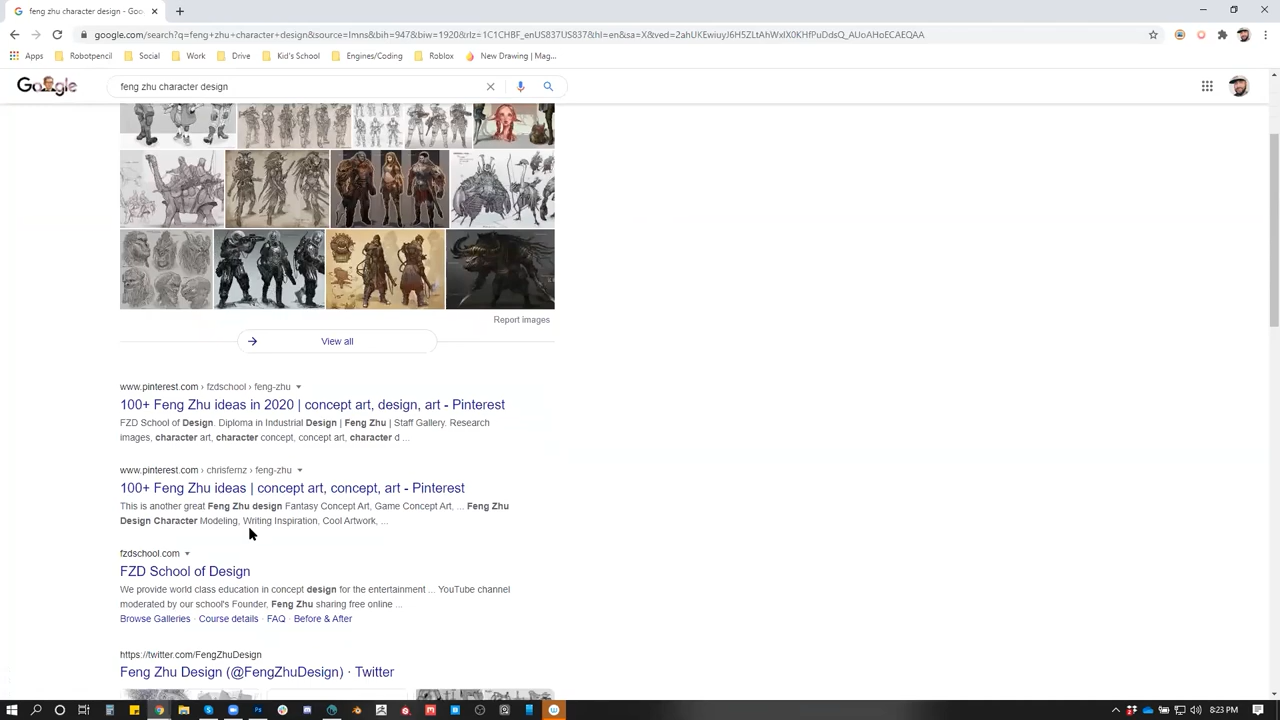 feng zhu character design - Goo
google.com/search?q=feng+zhu+character+design&source=lmns&bih=947&biw=1920&rlz=1C1CHBF_enUS837US837&hl=en&sa=X&ved=2ahUKEwiuyJ6H5ZLtAhWxIX0KHfPuDdsQ_AUoAHoECAEQAA
Apps Robotpencil Social Work Drive Kid's School Engines/Coding Roblox New Drawing | Mag...
feng zhu character design
Report images
View all
www.pinterest.com › fzdschool › feng-zhu
100+ Feng Zhu ideas in 2020 | concept art, design, art - Pinterest
FZD School of Design. Diploma in Industrial Design | Feng Zhu | Staff Gallery. Research
images, character art, character concept, concept art, character d ...
www.pinterest.com › chrisfernz › feng-zhu
100+ Feng Zhu ideas | concept art, concept, art - Pinterest
This is another great Feng Zhu design Fantasy Concept Art, Game Concept Art, ... Feng Zhu
Design Character Modeling, Writing Inspiration, Cool Artwork, ...
fzdschool.com
FZD School of Design
We provide world class education in concept design for the entertainment ... YouTube channel
moderated by our school's Founder, Feng Zhu sharing free online ...
Browse Galleries · Course details · FAQ · Before & After
https://twitter.com/FengZhuDesign
Feng Zhu Design (@FengZhuDesign) · Twitter
8:23 PM